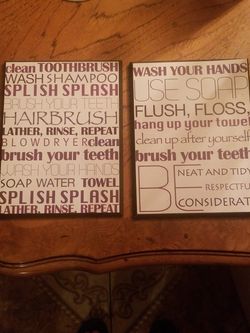 clean TOOTHBRUSH
WASH SHAMPOO
SPLISH SPLASH
BRUSH YOUR TEETH
HAIRBRUSH
LATHER, RINSE, REPEAT
BLOWDRYER clean
brush your teeth
WASH YOUR HANDS
SOAP WATER TOWEL
SPLISH SPLASH
LATHER, RINSE, REPEAT
WASH YOUR HANDS
USE SOAP
FLUSH, FLOSS,
hang up your towel
clean up after yourself
brush your teeth
BE NEAT AND TIDY
RESPECTFUL
CONSIDERAT